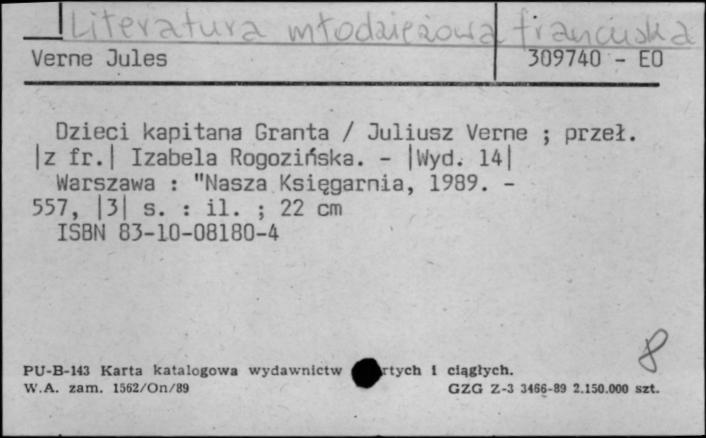 Literatura młodzieżowa francuska
Verne Jules 309740 - EO
Dzieci kapitana Granta / Juliusz Verne ; przeł.
|z fr.| Izabela Rogozińska. - |Wyd. 14|
Warszawa : "Nasza Księgarnia, 1989. -
557, |3| s. : il. ; 22 cm
ISBN 83-10-08180-4
8
PU-B-143 Karta katalogowa wydawnictw rtych i ciągłych.
W.A. zam. 1562/On/89 GZG Z-3 3466-89 2.150.000 szt.